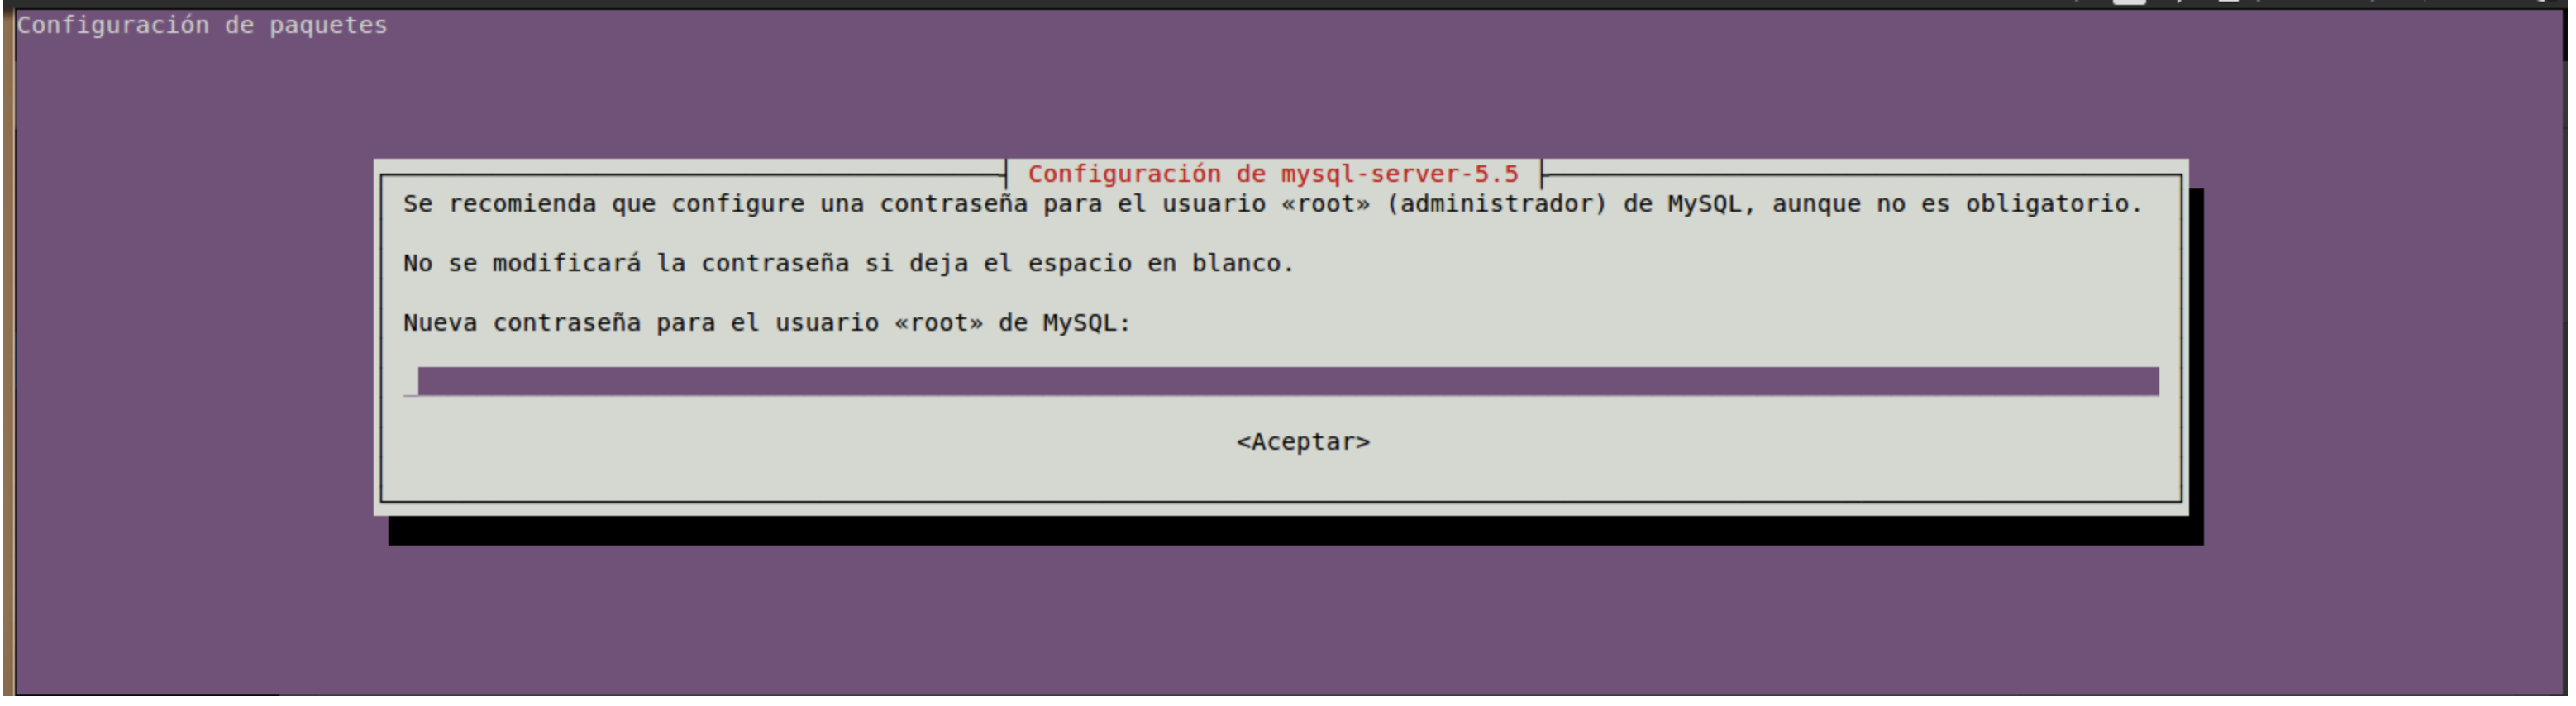 Configuración de paquetes
Configuración de mysql-server-5.5
Se recomienda que configure una contraseña para el usuario «root» (administrador) de MySQL, aunque no es obligatorio.
No se modificará la contraseña si deja el espacio en blanco.
Nueva contraseña para el usuario «root» de MySQL:
<Aceptar>